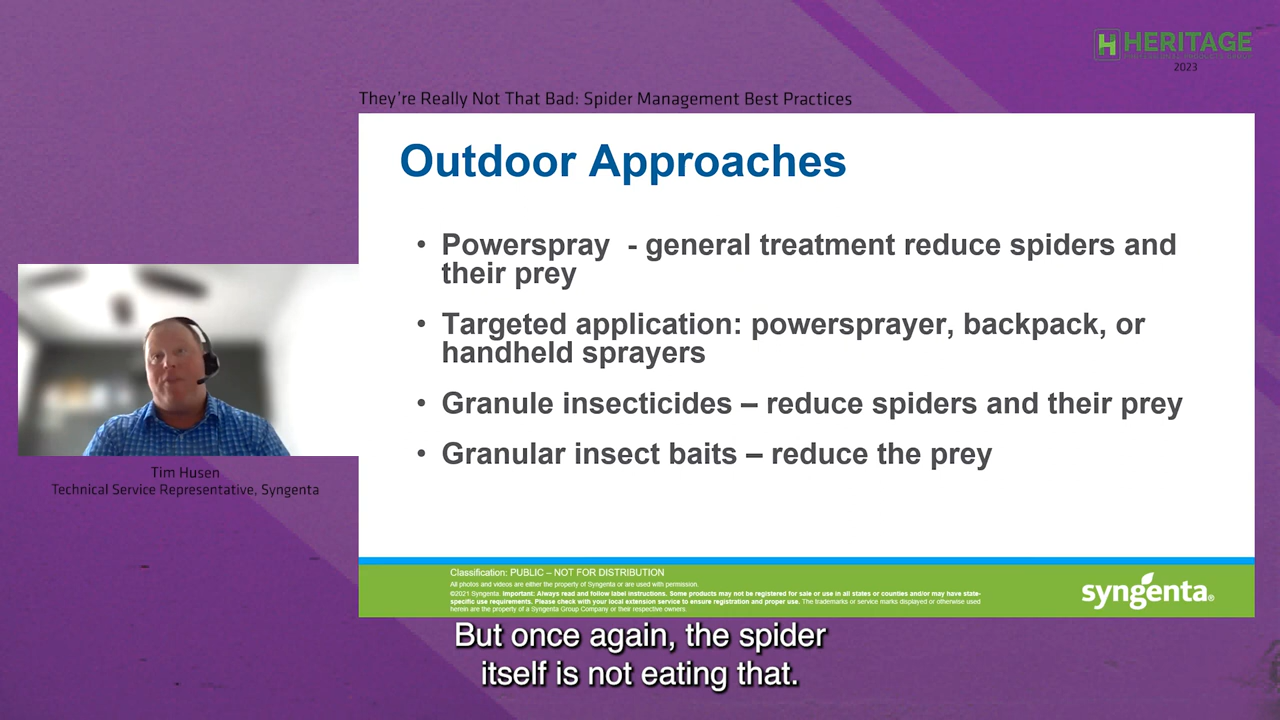 HERITAGE
2023
They're Really Not That Bad: Spider Management Best Practices
Outdoor Approaches
• Powerspray - general treatment reduce spiders and
their prey
• Targeted application: powersprayer, backpack, or
handheld sprayers
• Granule insecticides – reduce spiders and their prey
• Granular insect baits – reduce the prey
Tim Husen
Technical Service Representative, Syngenta
Classification: PUBLIC – NOT FOR DISTRIBUTION
All photos and videos are either the property of Syngenta or are used with permission.
©2021 Syngenta. Important: Always read and follow label instructions. Some products may not be registered for sale or use in all states or counties and/or may have state-
specific use requirements. Please check with your local extension service to ensure registration and proper use. The trademarks or service marks displayed or otherwise used
herein are the property of a Syngenta Group Company or their respective owners.
syngenta®
But once again, the spider
itself is not eating that.